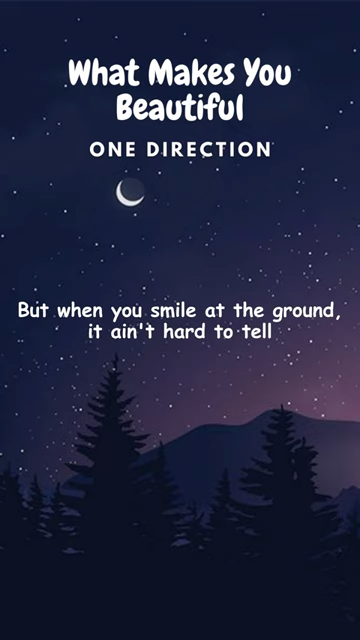 What Makes You
Beautiful
ONE DIRECTION
But when you smile at the ground,
it ain't hard to tell